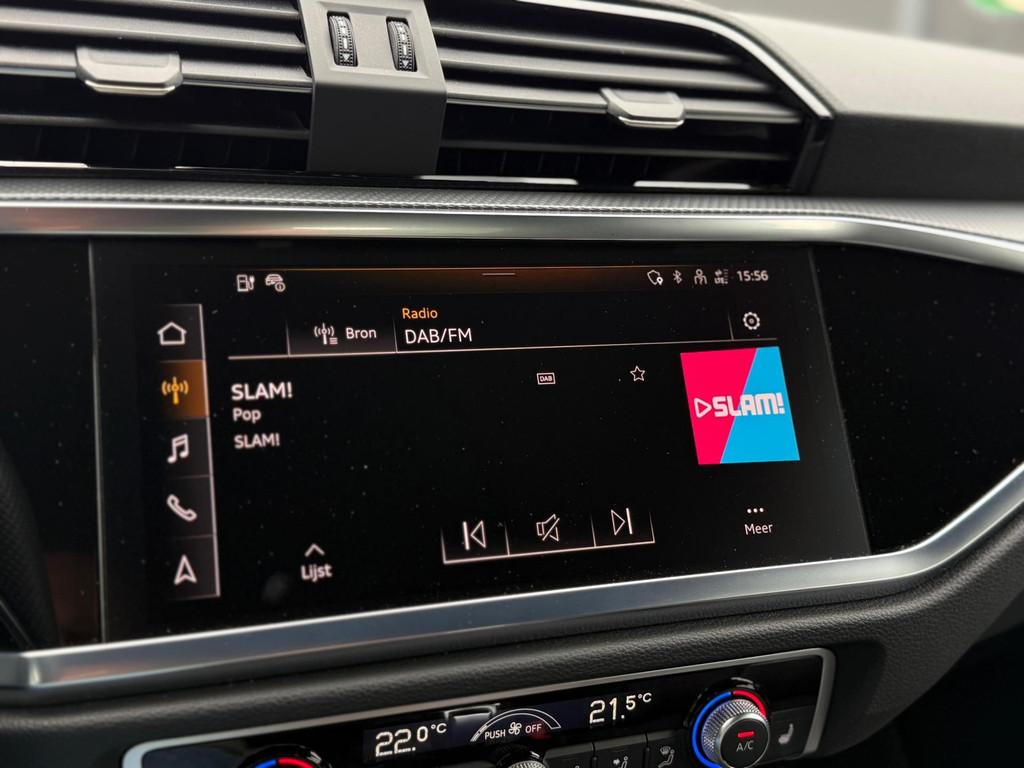 15:56
Radio
Bron
DAB/FM
SLAM!
Pop
SLAM!
DAB
SLAM!
Meer
Lijst
22.0°C
PUSH OFF
21.5°C
A/C